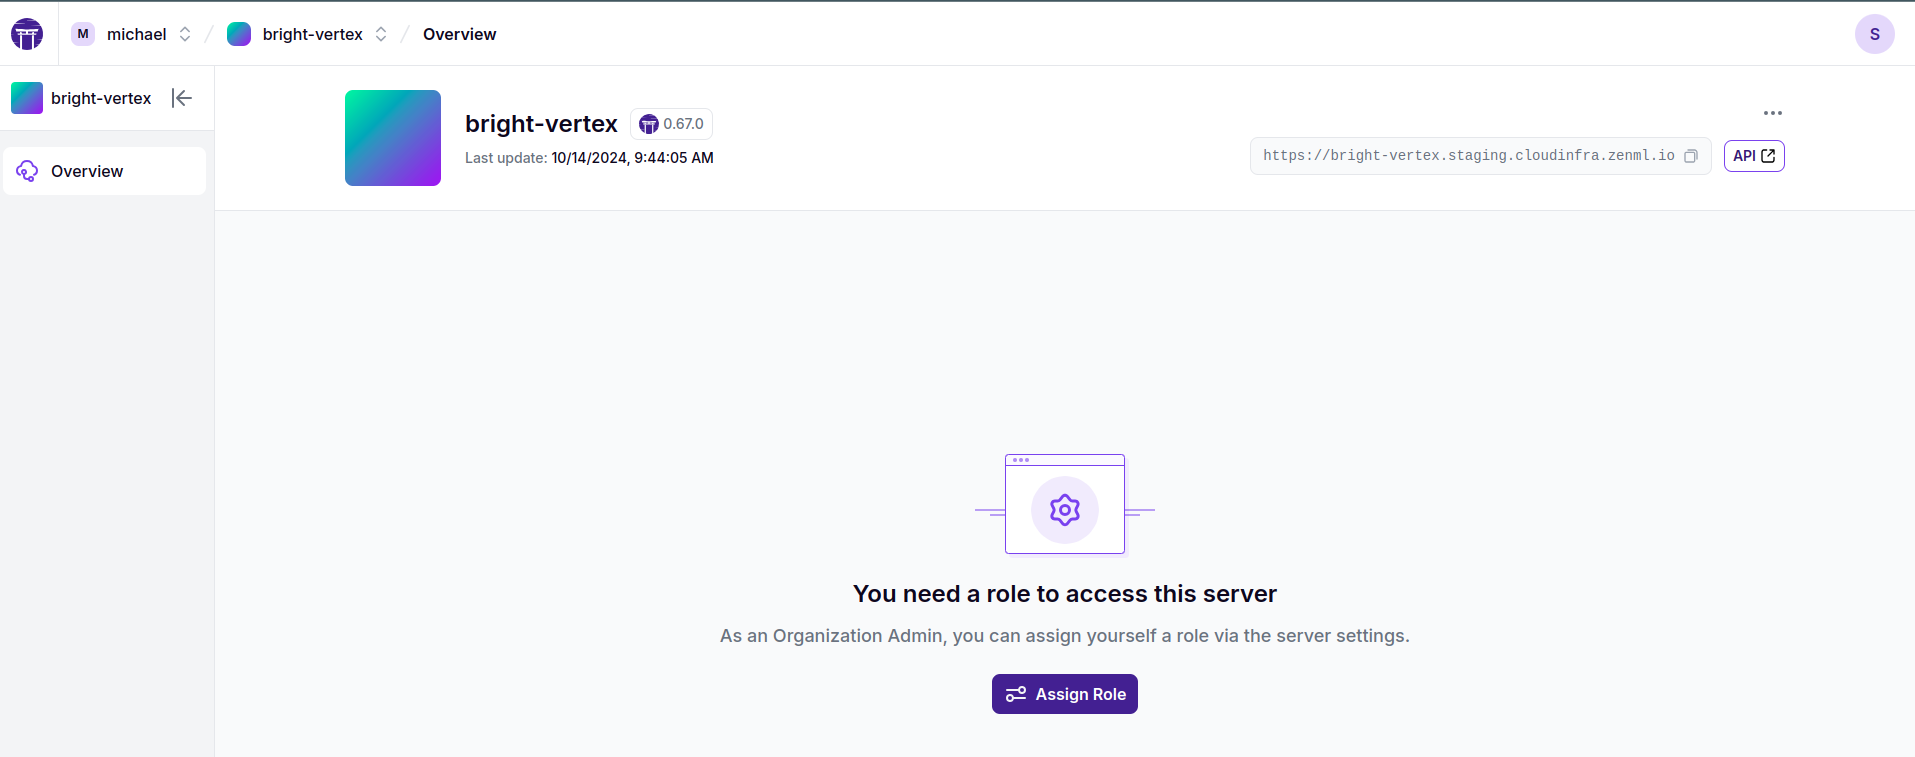 M michael / bright-vertex / Overview
S
bright-vertex
Overview
bright-vertex 0.67.0
Last update: 10/14/2024, 9:44:05 AM
https://bright-vertex.staging.cloudinfra.zenml.io API
You need a role to access this server
As an Organization Admin, you can assign yourself a role via the server settings.
Assign Role